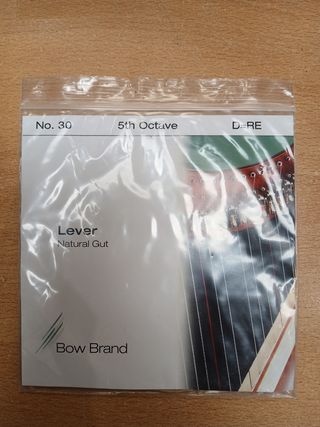 No. 30 5th Octave D=RE
Lever
Natural Gut
Bow Brand